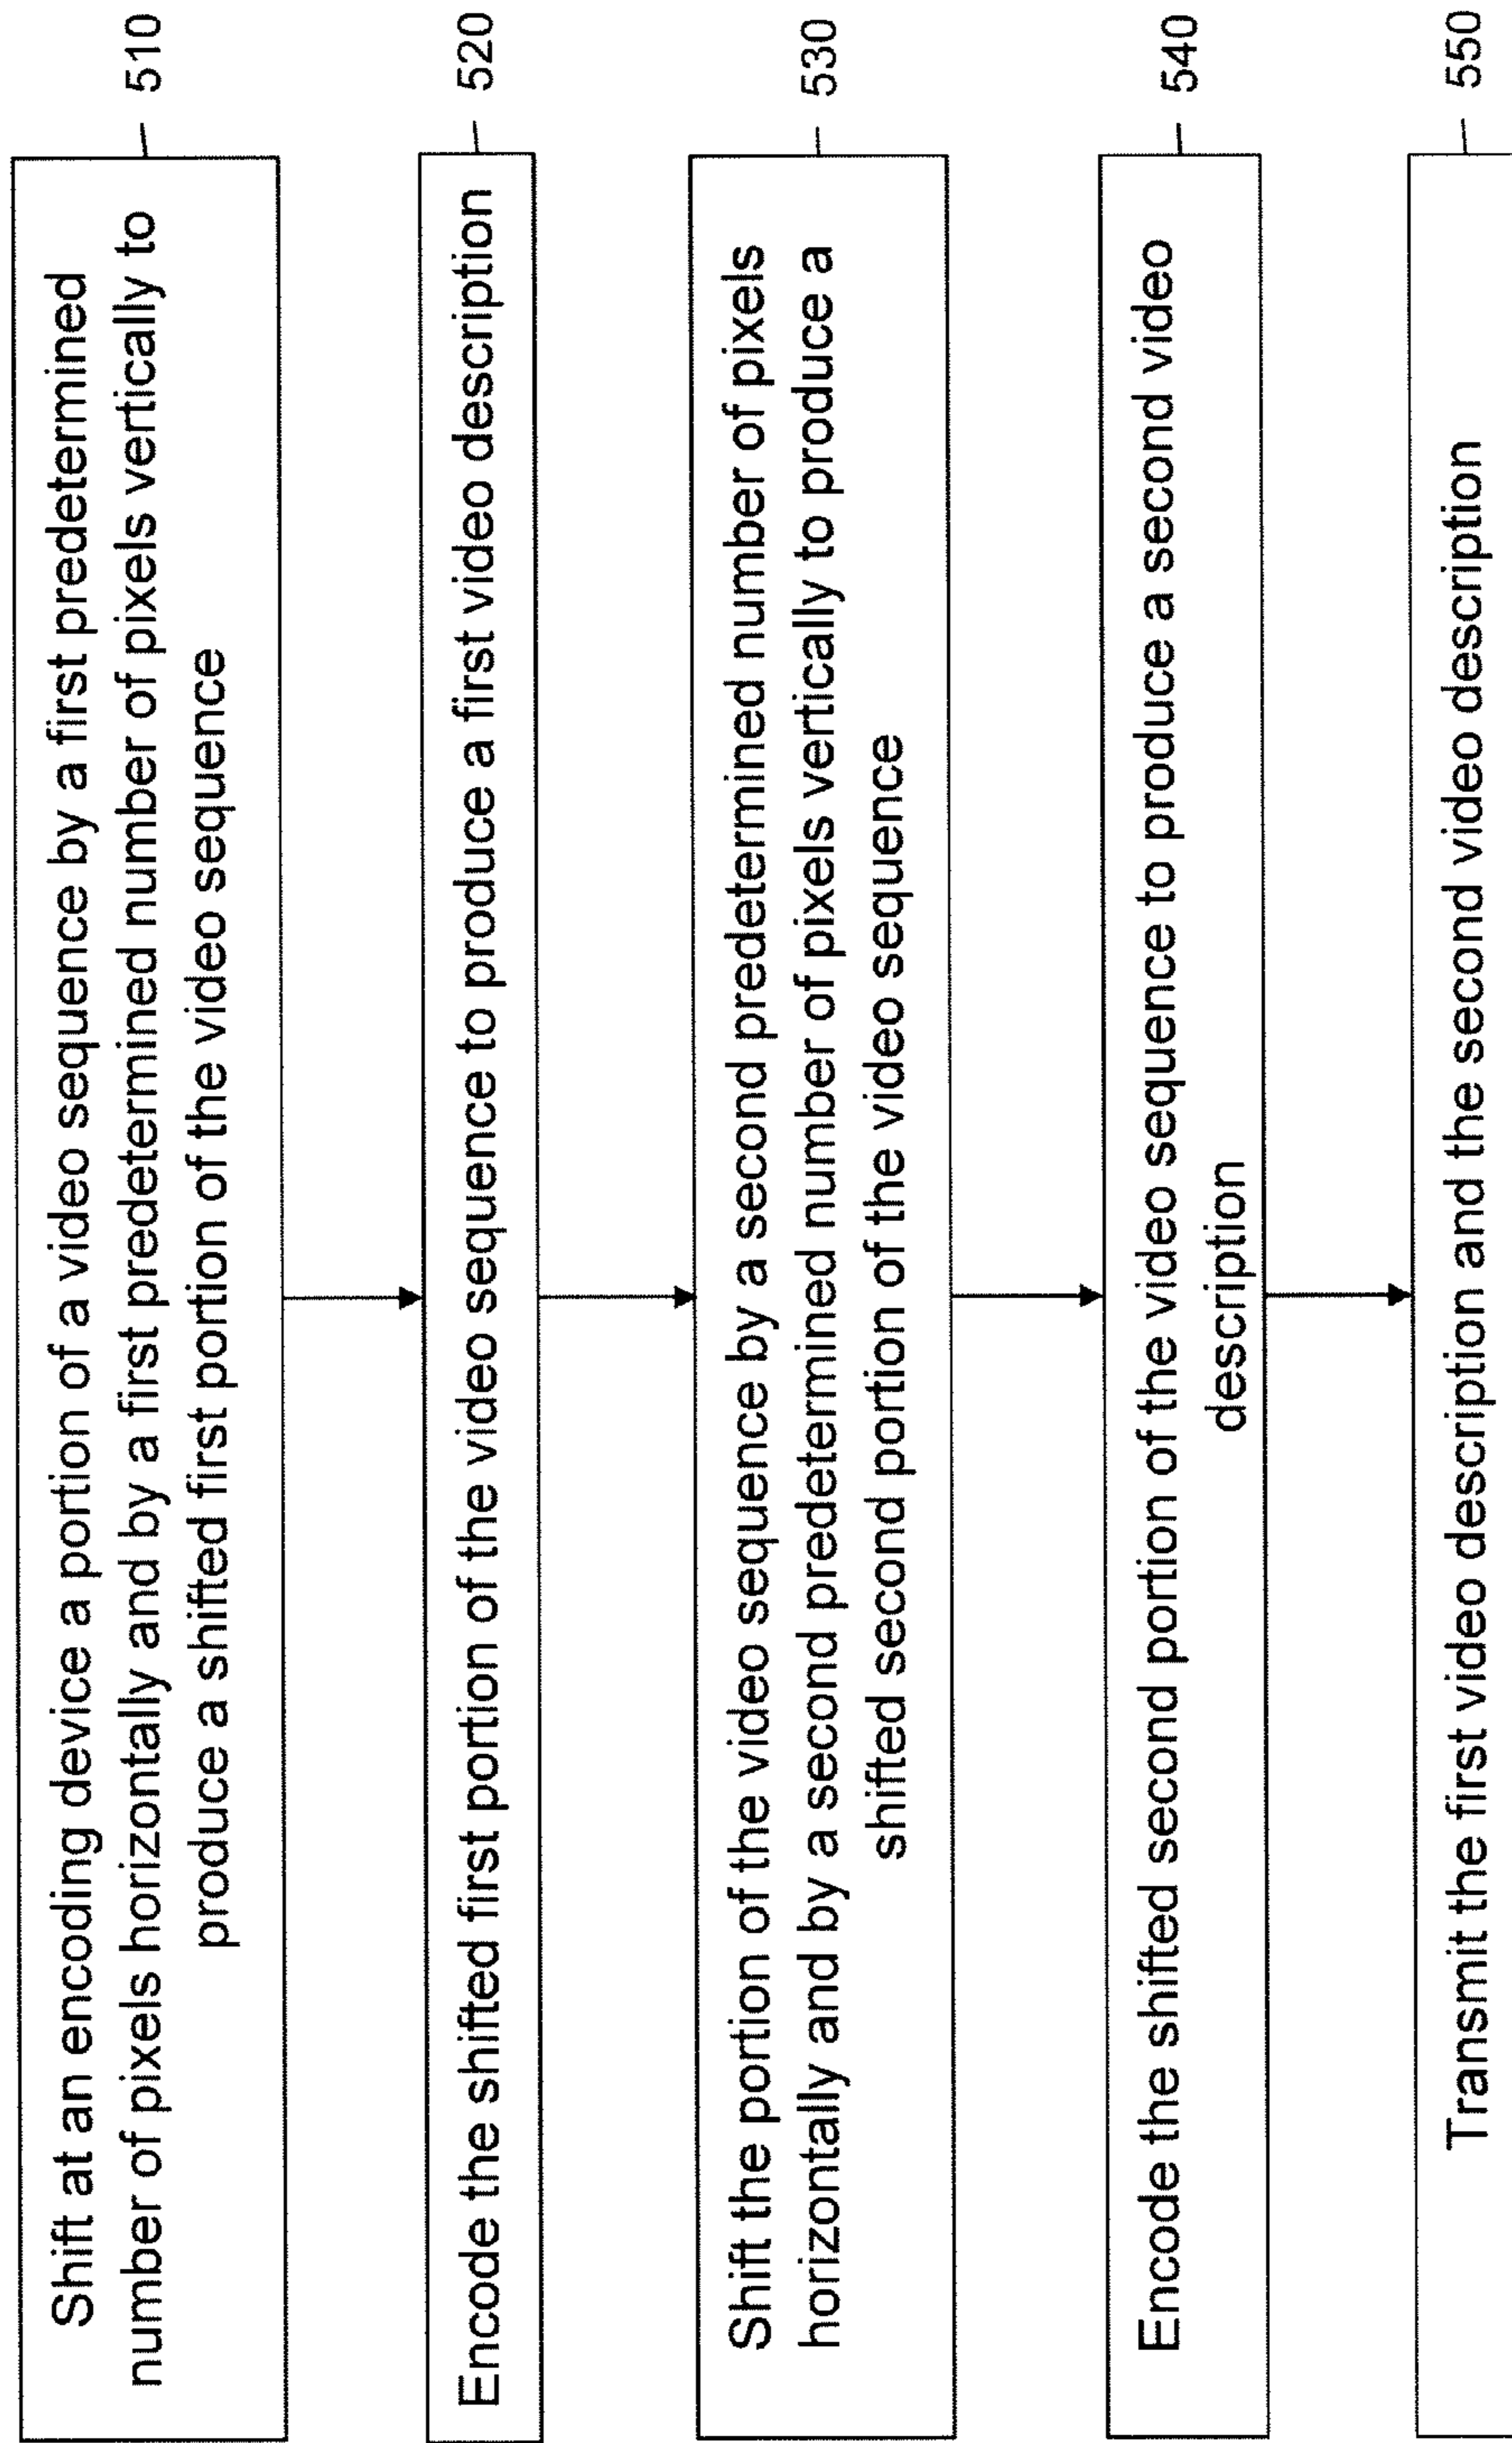 Shift at an encoding device a portion of a video sequence by a first predetermined
number of pixels horizontally and by a first predetermined number of pixels vertically to
produce a shifted first portion of the video sequence
510
Encode the shifted first portion of the video sequence to produce a first video description
520
Shift the portion of the video sequence by a second predetermined number of pixels
horizontally and by a second predetermined number of pixels vertically to produce a
shifted second portion of the video sequence
530
Encode the shifted second portion of the video sequence to produce a second video
description
540
Transmit the first video description and the second video description
550